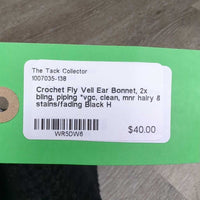 The Tack Collector
1007035-138
Crochet Fly Veil Ear Bonnet, 2x
bling, piping *vgc, clean, mnr hairy &
stains/fading Black H
$40.00
WR5DW6